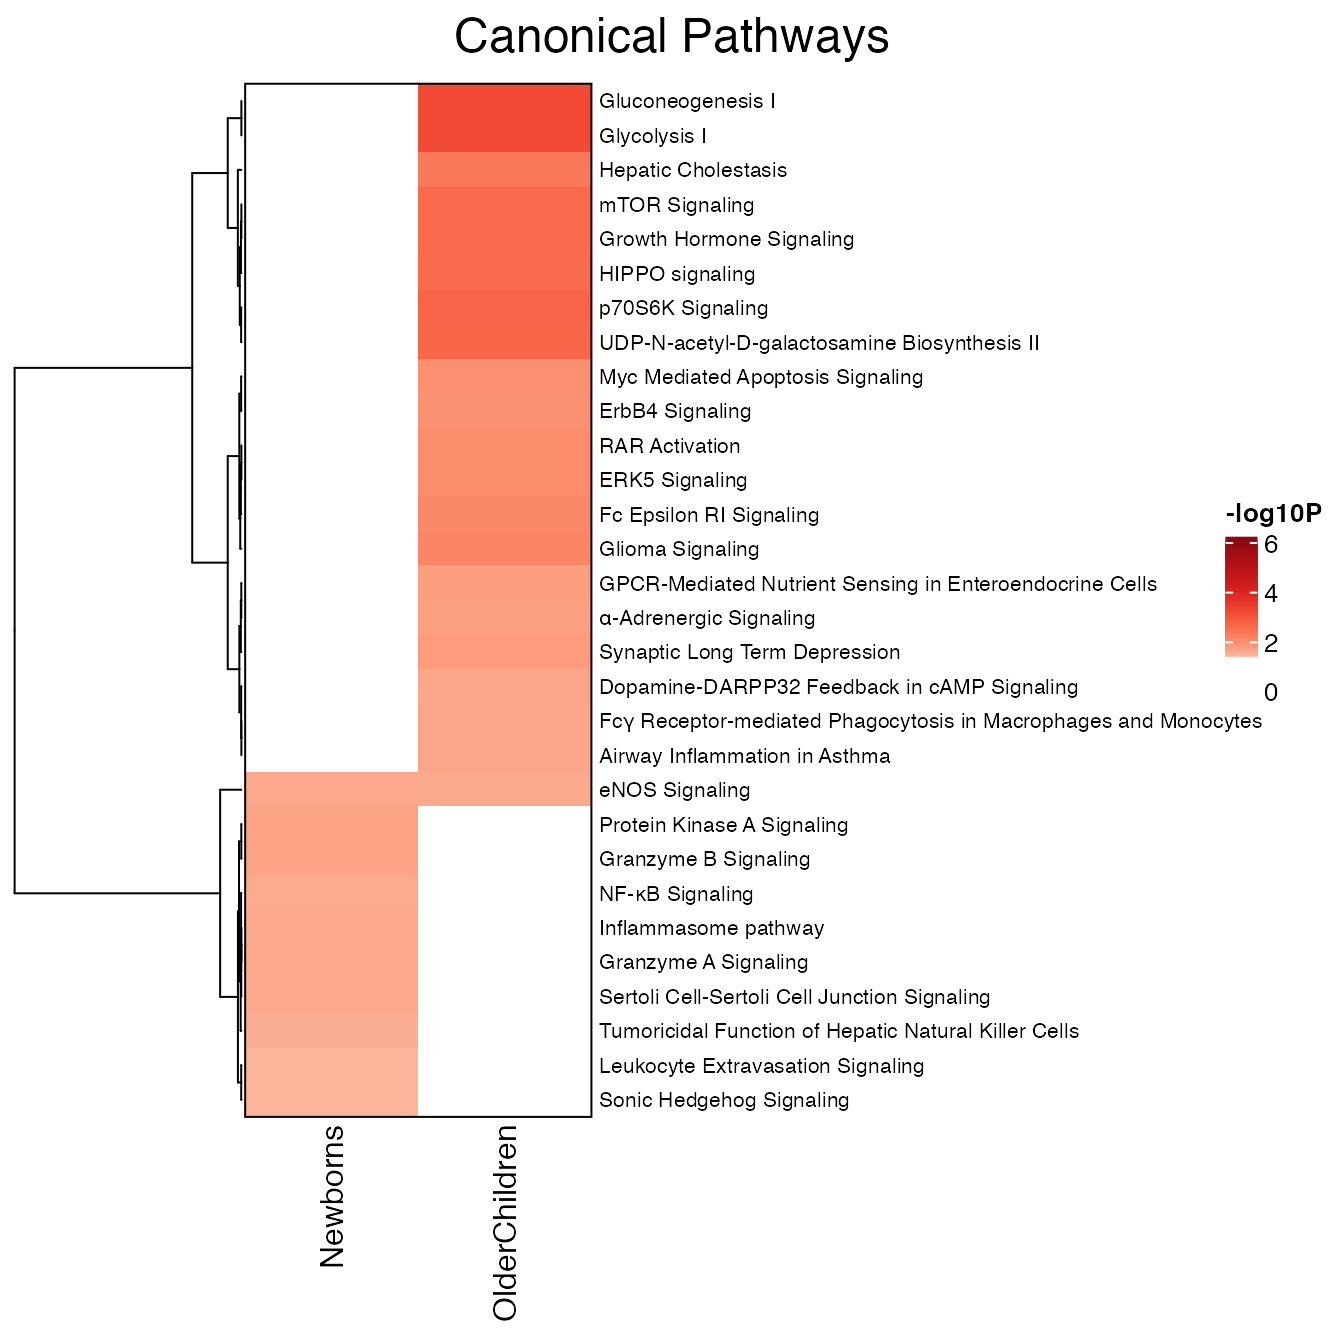 Canonical Pathways
Gluconeogenesis I
Glycolysis I
Hepatic Cholestasis
mTOR Signaling
Growth Hormone Signaling
HIPPO signaling
p70S6K Signaling
UDP-N-acetyl-D-galactosamine Biosynthesis II
Myc Mediated Apoptosis Signaling
ErbB4 Signaling
RAR Activation
ERK5 Signaling
Fc Epsilon RI Signaling
Glioma Signaling
GPCR-Mediated Nutrient Sensing in Enteroendocrine Cells
α-Adrenergic Signaling
Synaptic Long Term Depression
Dopamine-DARPP32 Feedback in cAMP Signaling
Fcγ Receptor-mediated Phagocytosis in Macrophages and Monocytes
Airway Inflammation in Asthma
eNOS Signaling
Protein Kinase A Signaling
Granzyme B Signaling
NF-κB Signaling
Inflammasome pathway
Granzyme A Signaling
Sertoli Cell-Sertoli Cell Junction Signaling
Tumoricidal Function of Hepatic Natural Killer Cells
Leukocyte Extravasation Signaling
Sonic Hedgehog Signaling
Newborns
OlderChildren
-log10P
6
4
2
0